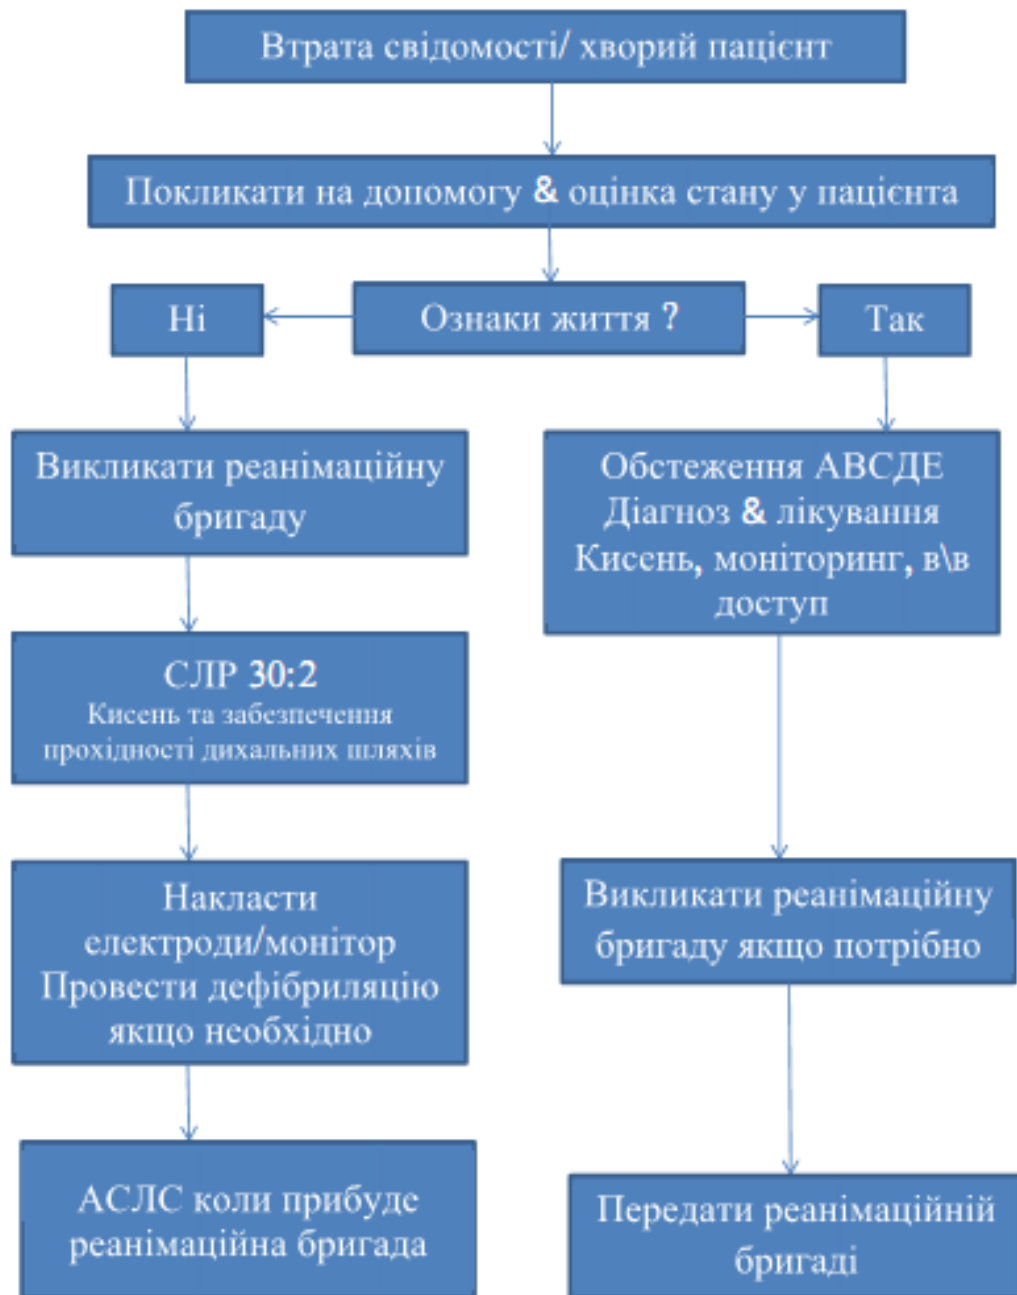 Втрата свідомості/ хворий пацієнт
Покликати на допомогу & оцінка стану у пацієнта
Ні
Ознаки життя ?
Так
Викликати реанімаційну
бригаду
СЛР 30:2
Кисень та забезпечення
прохідності дихальних шляхів
Накласти
електроди/монітор
Провести дефібриляцію
якщо необхідно
АСЛС коли прибуде
реанімаційна бригада
Обстеження АВСДЕ
Діагноз & лікування
Кисень, моніторинг, в\в
доступ
Викликати реанімаційну
бригаду якщо потрібно
Передати реанімаційній
бригаді